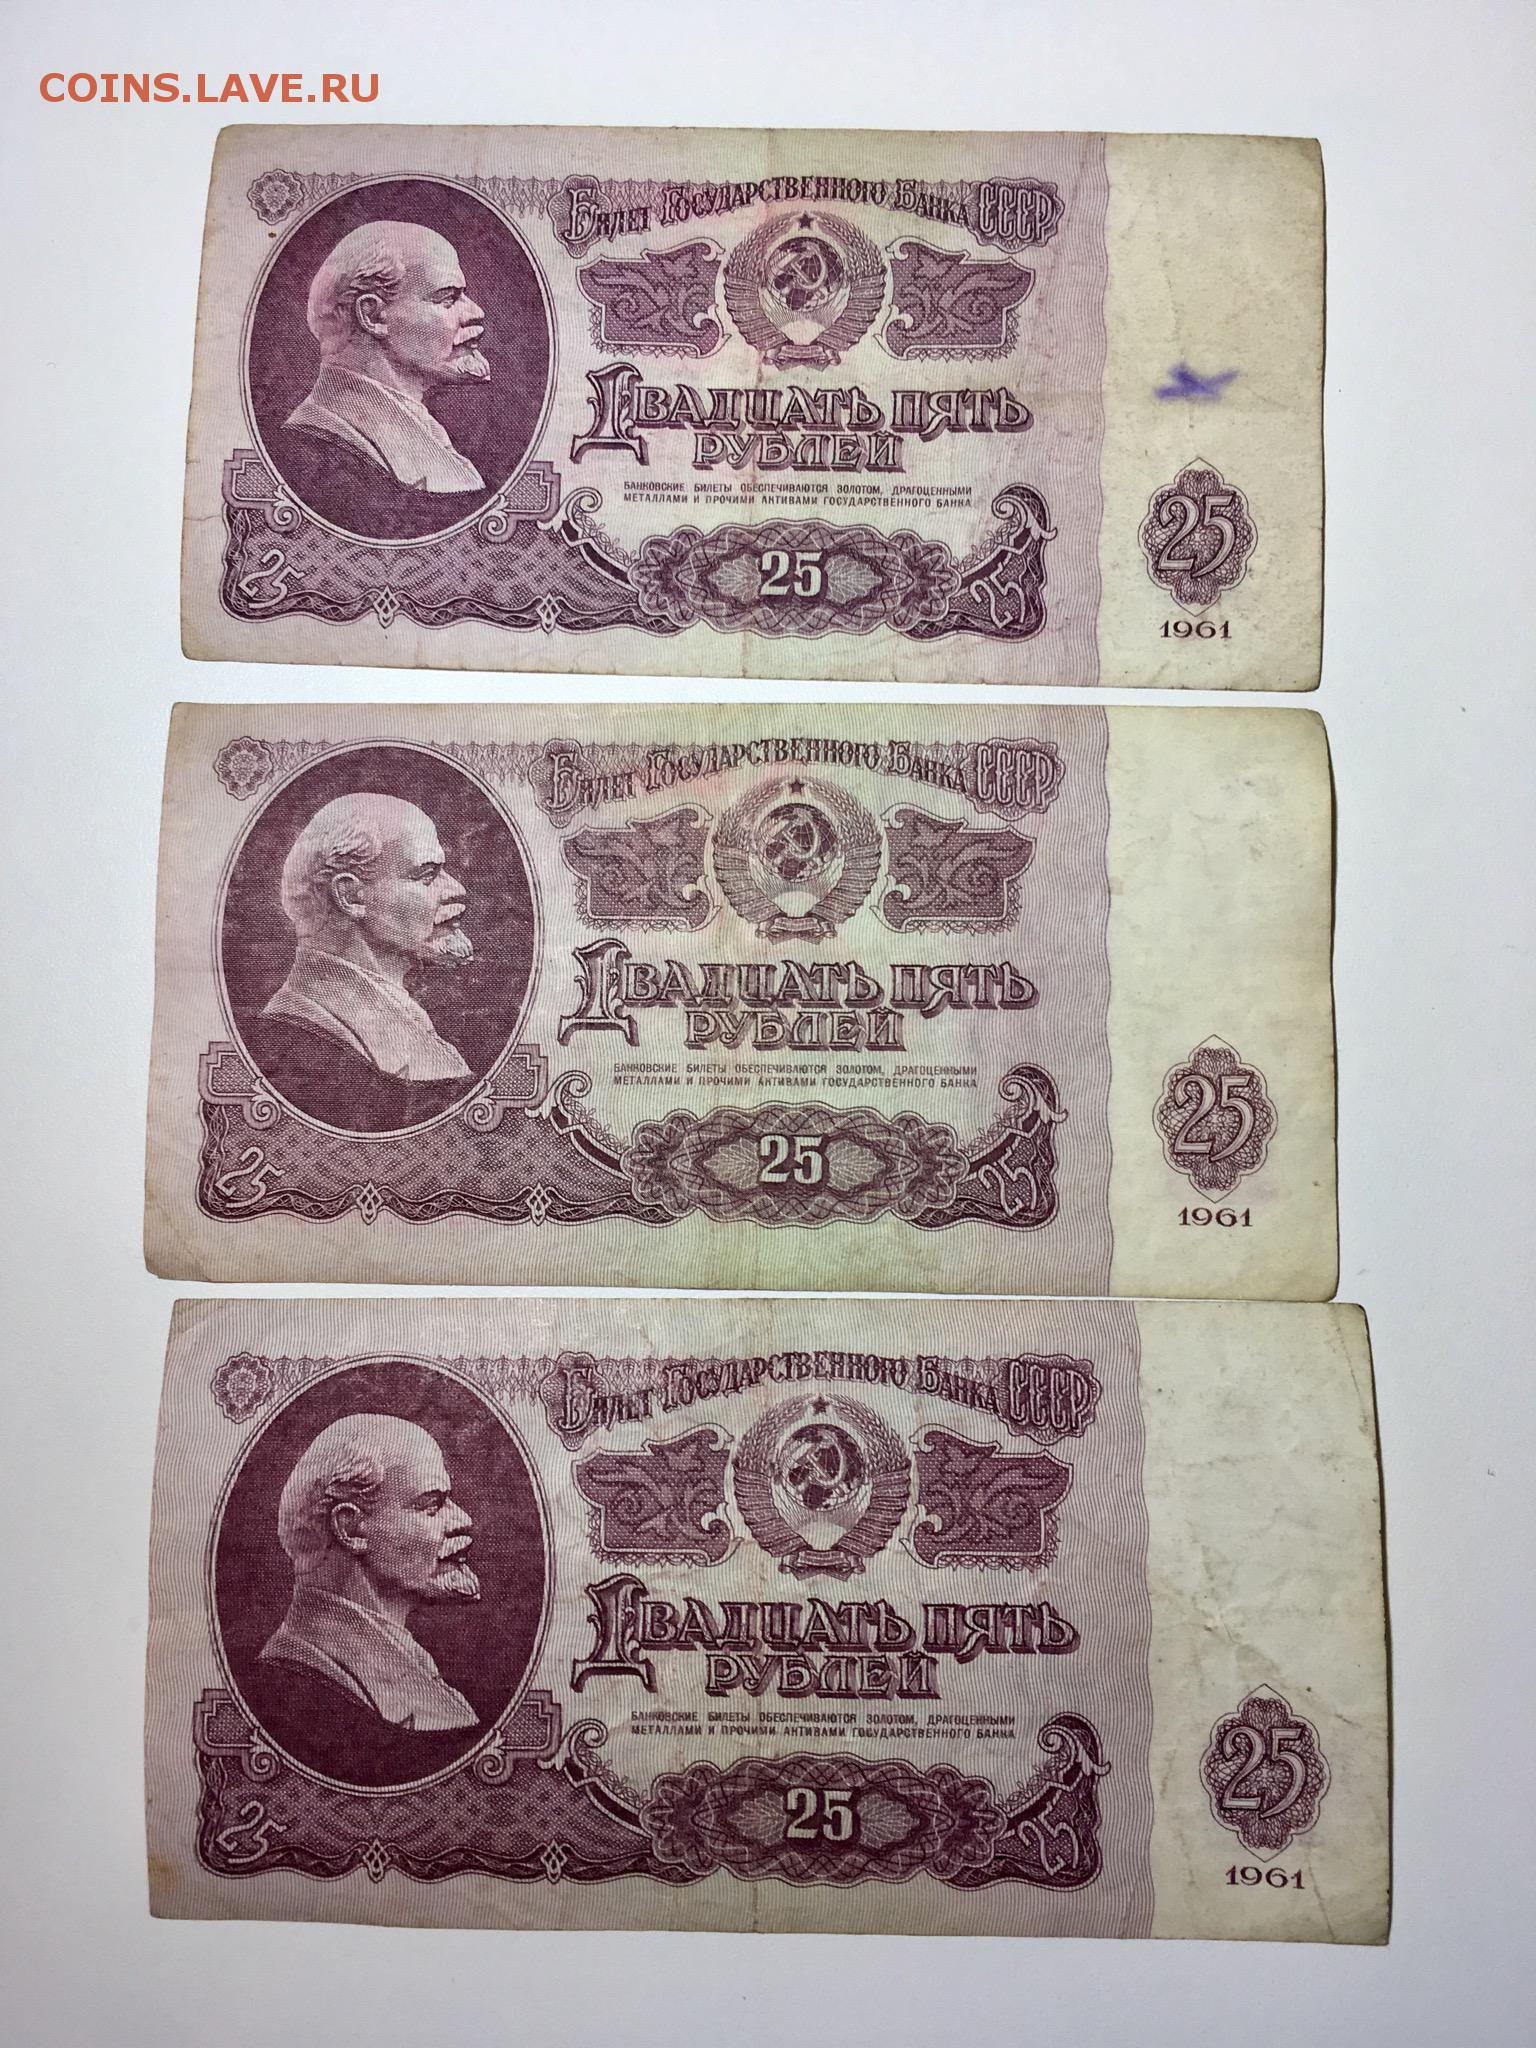 COINS.LAVE.RU
Билет Государственного Банка СССР
Двадцать пять
рублей
БАНКОВСКИЕ БИЛЕТЫ ОБЕСПЕЧИВАЮТСЯ ЗОЛОТОМ, ДРАГОЦЕННЫМИ
МЕТАЛЛАМИ И ПРОЧИМИ АКТИВАМИ ГОСУДАРСТВЕННОГО БАНКА
25
25
25
25
1961
Билет Государственного Банка СССР
Двадцать пять
рублей
БАНКОВСКИЕ БИЛЕТЫ ОБЕСПЕЧИВАЮТСЯ ЗОЛОТОМ, ДРАГОЦЕННЫМИ
МЕТАЛЛАМИ И ПРОЧИМИ АКТИВАМИ ГОСУДАРСТВЕННОГО БАНКА
25
25
25
25
1961
Билет Государственного Банка СССР
Двадцать пять
рублей
БАНКОВСКИЕ БИЛЕТЫ ОБЕСПЕЧИВАЮТСЯ ЗОЛОТОМ, ДРАГОЦЕННЫМИ
МЕТАЛЛАМИ И ПРОЧИМИ АКТИВАМИ ГОСУДАРСТВЕННОГО БАНКА
25
25
25
25
1961